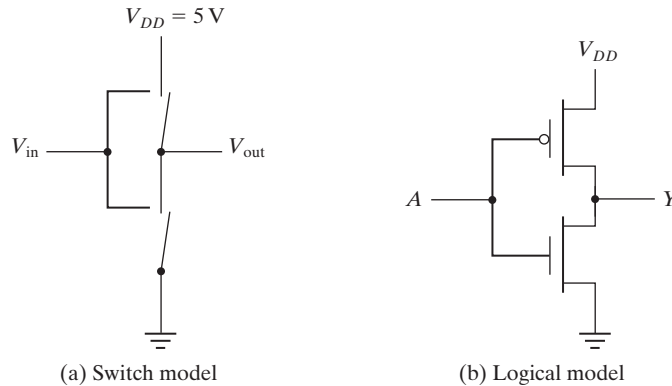 V_DD = 5 V
V_in
V_out
(a) Switch model
V_DD
A
Y
(b) Logical model